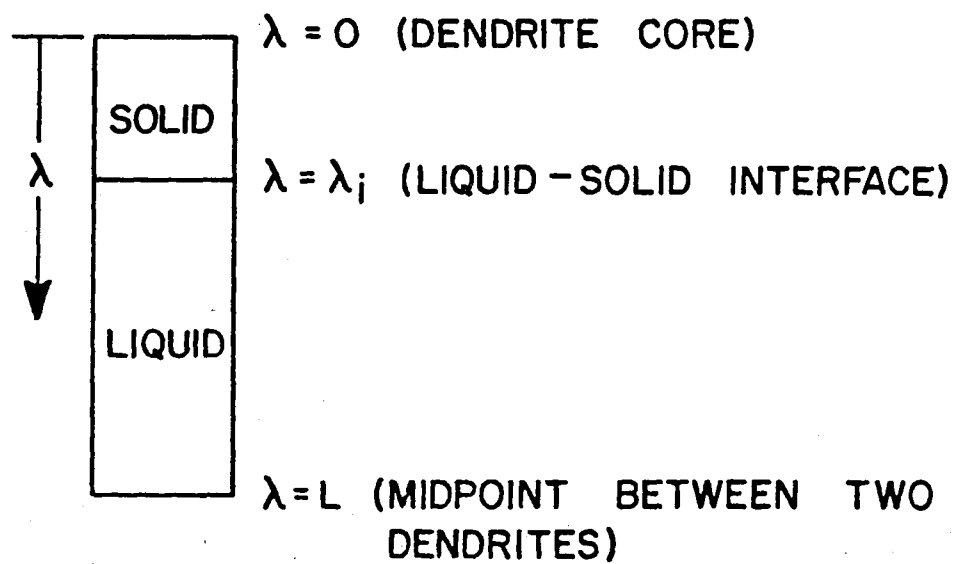 λ = 0 (DENDRITE CORE)
SOLID
λ
λ = λi (LIQUID-SOLID INTERFACE)
LIQUID
λ = L (MIDPOINT BETWEEN TWO
DENDRITES)